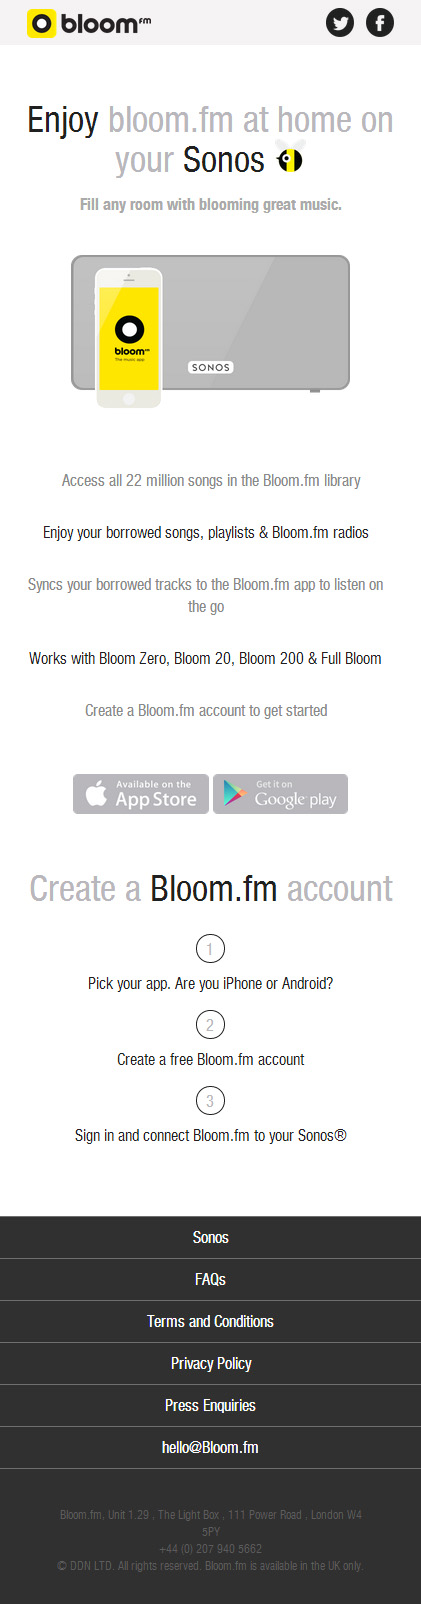 bloom.fm
Enjoy bloom.fm at home on
your Sonos
Fill any room with blooming great music.
bloom.fm
The music app
SONOS
Access all 22 million songs in the Bloom.fm library
Enjoy your borrowed songs, playlists & Bloom.fm radios
Syncs your borrowed tracks to the Bloom.fm app to listen on
the go
Works with Bloom Zero, Bloom 20, Bloom 200 & Full Bloom
Create a Bloom.fm account to get started
Available on the
App Store
Get it on
Google play
Create a Bloom.fm account
1
Pick your app. Are you iPhone or Android?
2
Create a free Bloom.fm account
3
Sign in and connect Bloom.fm to your Sonos®
Sonos
FAQs
Terms and Conditions
Privacy Policy
Press Enquiries
hello@Bloom.fm
Bloom.fm, Unit 1.29 , The Light Box , 111 Power Road , London W4
5PY
+44 (0) 207 940 5662
© DDN LTD. All rights reserved. Bloom.fm is available in the UK only.